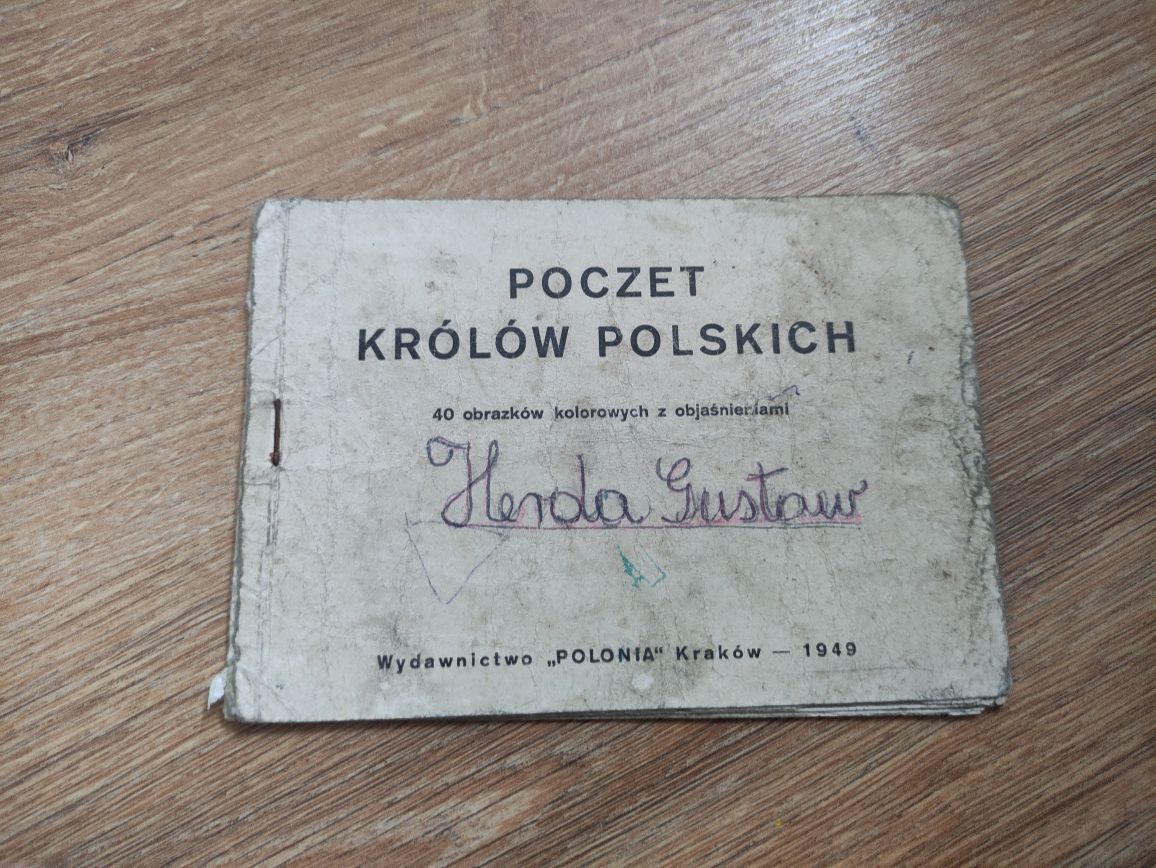 POCZET
KRÓLÓW POLSKICH
40 obrazków kolorowych z objaśnieniami
Herda Gustaw
Wydawnictwo „POLONIA“ Kraków — 1949